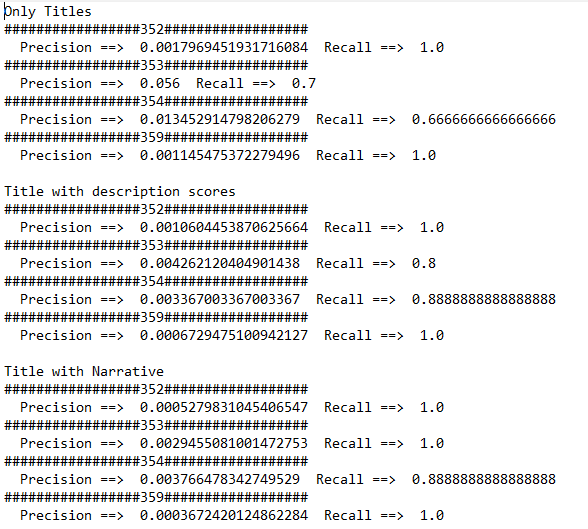 Only Titles
#################352##################
Precision ==>  0.0017969451931716084  Recall ==>  1.0
#################353##################
Precision ==>  0.056  Recall ==>  0.7
#################354##################
Precision ==>  0.013452914798206279  Recall ==>  0.6666666666666666
#################359##################
Precision ==>  0.001145475372279496  Recall ==>  1.0
Title with description scores
#################352##################
Precision ==>  0.0010604453870625664  Recall ==>  1.0
#################353##################
Precision ==>  0.004262120404901438  Recall ==>  0.8
#################354##################
Precision ==>  0.003367003367003367  Recall ==>  0.8888888888888888
#################359##################
Precision ==>  0.0006729475100942127  Recall ==>  1.0
Title with Narrative
#################352##################
Precision ==>  0.0005279831045406547  Recall ==>  1.0
#################353##################
Precision ==>  0.0029455081001472753  Recall ==>  1.0
#################354##################
Precision ==>  0.003766478342749529  Recall ==>  0.8888888888888888
#################359##################
Precision ==>  0.0003672420124862284  Recall ==>  1.0